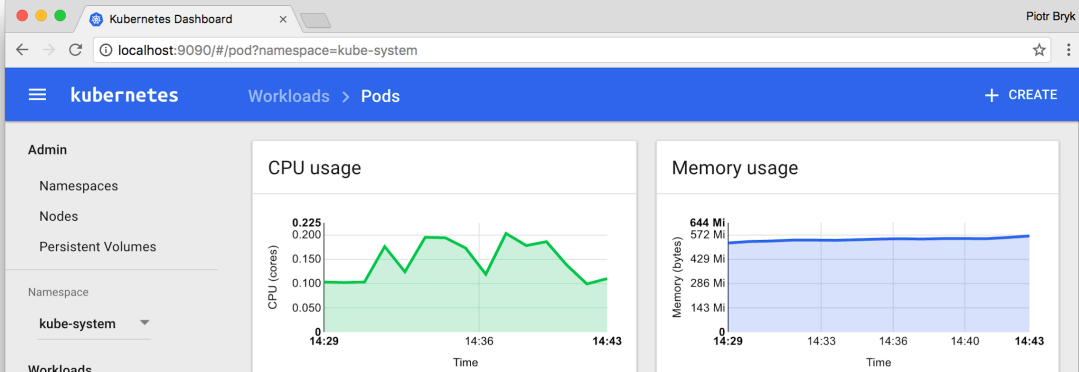 Kubernetes Dashboard
Piotr Bryk
localhost:9090/#/pod?namespace=kube-system
kubernetes
Workloads > Pods
+ CREATE
Admin
Namespaces
Nodes
Persistent Volumes
Namespace
kube-system
Workloads
CPU usage
CPU (cores)
0.225
0.200
0.150
0.100
0.050
0
14:29 14:36 14:43
Time
Memory usage
Memory (bytes)
644 Mi
572 Mi
429 Mi
286 Mi
143 Mi
0
14:29 14:33 14:36 14:40 14:43
Time